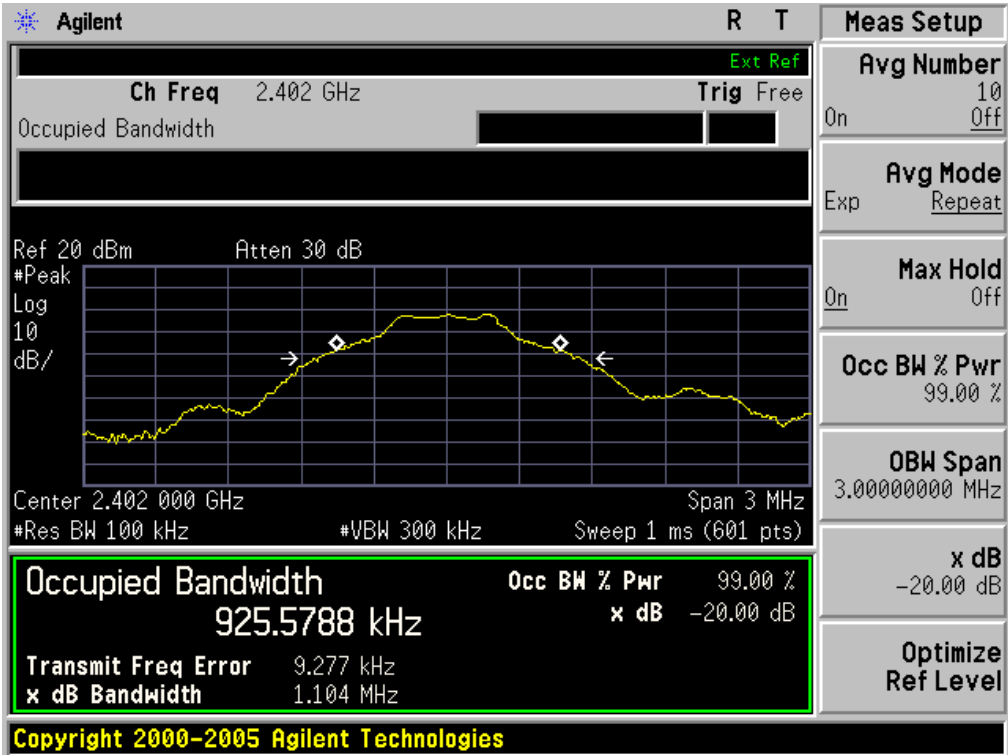 Agilent R T
Ext Ref
Ch Freq 2.402 GHz Trig Free
Occupied Bandwidth
Ref 20 dBm Atten 30 dB
#Peak
Log
10
dB/
Center 2.402 000 GHz Span 3 MHz
#Res BW 100 kHz #VBW 300 kHz Sweep 1 ms (601 pts)
Occupied Bandwidth Occ BW % Pwr 99.00 %
925.5788 kHz x dB -20.00 dB
Transmit Freq Error 9.277 kHz
x dB Bandwidth 1.104 MHz
Copyright 2000-2005 Agilent Technologies
Meas Setup
Avg Number
10
On Off
Avg Mode
Exp Repeat
Max Hold
On Off
Occ BW % Pwr
99.00 %
OBW Span
3.00000000 MHz
x dB
-20.00 dB
Optimize
Ref Level